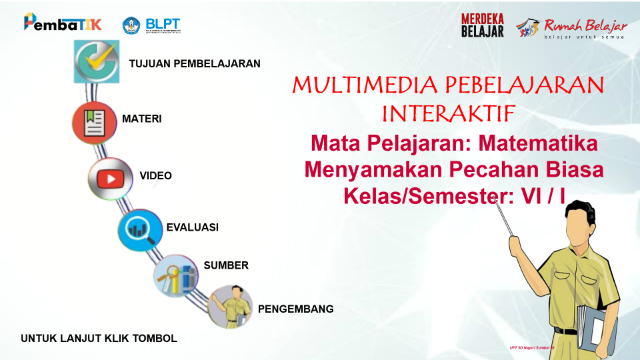 PembaTIK
BLPT
MERDEKA
BELAJAR
Rumah Belajar
belajar untuk semua
TUJUAN PEMBELAJARAN
MATERI
VIDEO
EVALUASI
SUMBER
PENGEMBANG
UNTUK LANJUT KLIK TOMBOL
MULTIMEDIA PEBELAJARAN
INTERAKTIF
Mata Pelajaran: Matematika
Menyamakan Pecahan Biasa
Kelas/Semester: VI / I